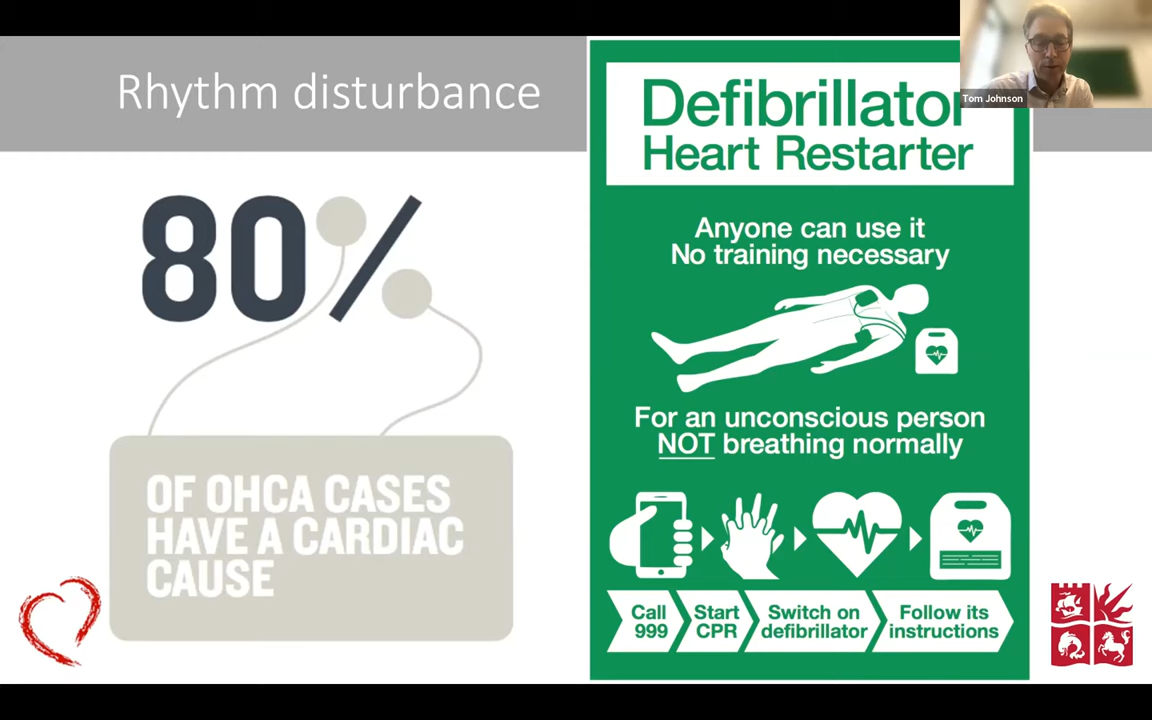 Rhythm disturbance
80%
OF OHCA CASES
HAVE A CARDIAC
CAUSE
Defibrillator
Heart Restarter
Anyone can use it
No training necessary
For an unconscious person
NOT breathing normally
Call
999
Start
CPR
Switch on
defibrillator
Follow its
instructions
Tom Johnson